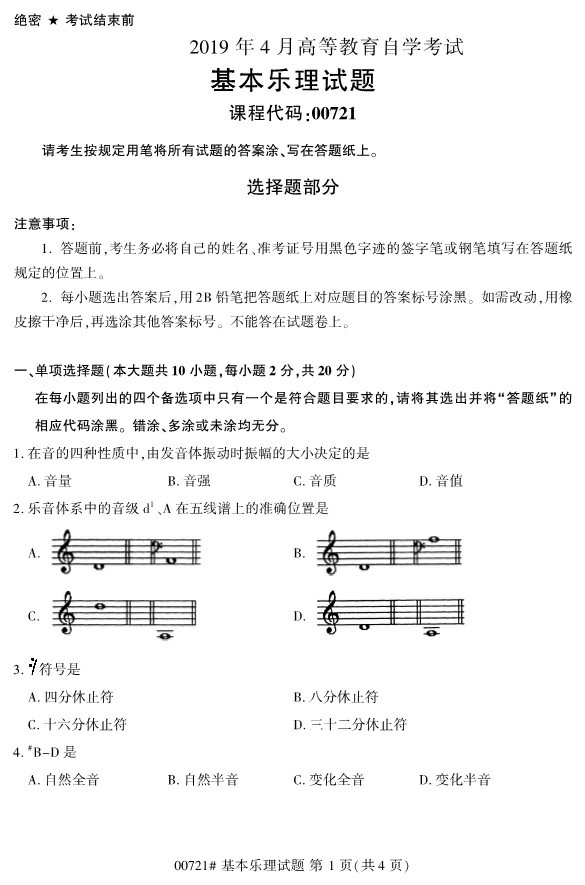 绝密 ★ 考试结束前
2019 年 4 月高等教育自学考试
基本乐理试题
课程代码:00721
请考生按规定用笔将所有试题的答案涂、写在答题纸上。
选择题部分
注意事项:
1. 答题前,考生务必将自己的姓名、准考证号用黑色字迹的签字笔或钢笔填写在答题纸
规定的位置上。
2. 每小题选出答案后,用 2B 铅笔把答题纸上对应题目的答案标号涂黑。如需改动,用橡
皮擦干净后,再选涂其他答案标号。不能答在试题卷上。
一、单项选择题(本大题共 10 小题,每小题 2 分,共 20 分)
在每小题列出的四个备选项中只有一个是符合题目要求的,请将其选出并将“答题纸”的
相应代码涂黑。错涂、多涂或未涂均无分。
1. 在音的四种性质中,由发音体振动时振幅的大小决定的是
A. 音量 B. 音强 C. 音质 D. 音值
2. 乐音体系中的音级 d¹、A 在五线谱上的准确位置是
A. B.
C. D.
3. 符号是
A. 四分休止符 B. 八分休止符
C. 十六分休止符 D. 三十二分休止符
4. #B-D 是
A. 自然全音 B. 自然半音 C. 变化全音 D. 变化半音
00721# 基本乐理试题 第 1 页(共 4 页)